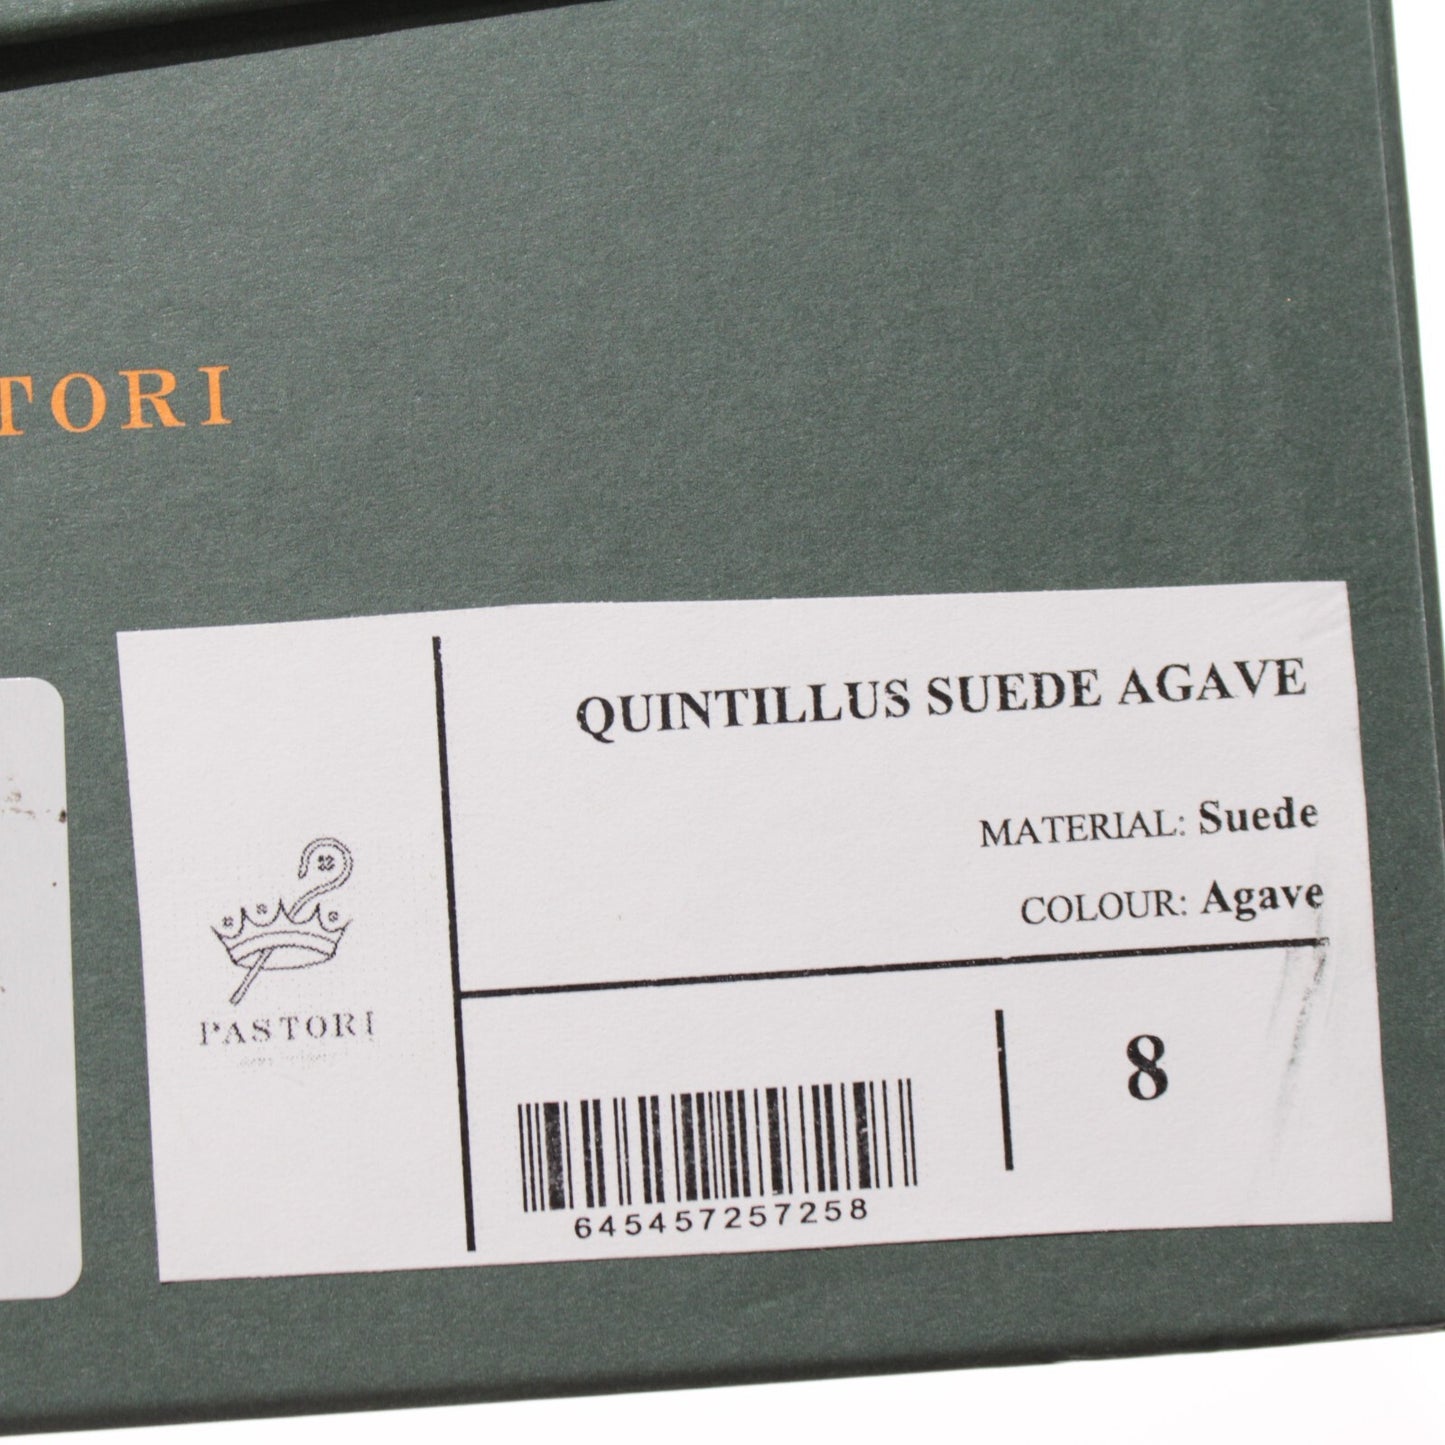 TORI
QUINTILLUS SUEDE AGAVE
MATERIAL: Suede
COLOUR: Agave
PASTORI
8
645457257258